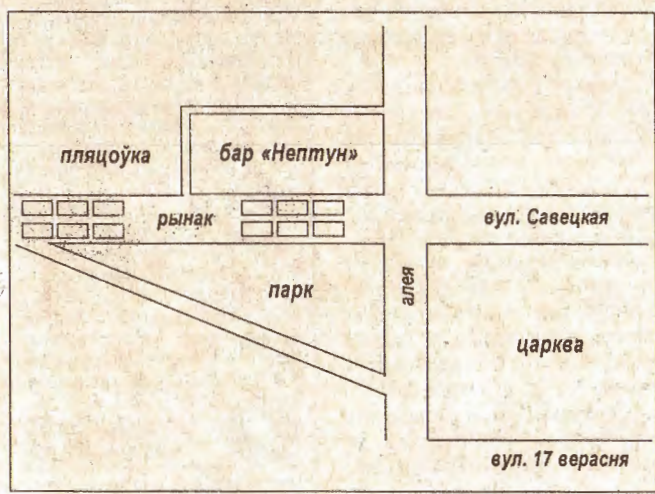 пляцоўка
бар «Нептун»
рынак
вул. Савецкая
парк
алея
царква
вул. 17 верасня